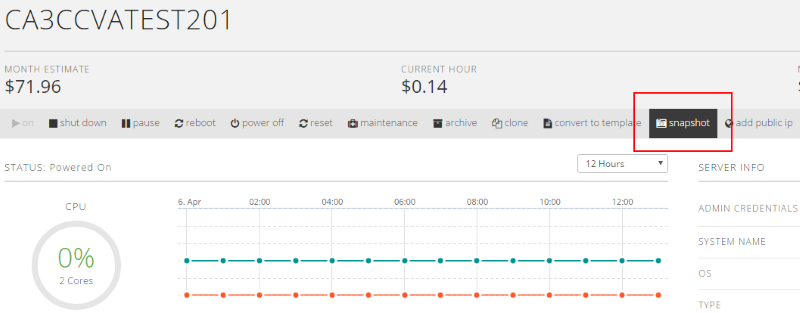 CA3CCVATEST201
MONTH ESTIMATE CURRENT HOUR
$71.96 $0.14
on shut down pause reboot power off reset maintenance archive clone convert to template snapshot add public ip
STATUS: Powered On 12 Hours SERVER INFO
CPU 6. Apr 02:00 04:00 06:00 08:00 10:00 12:00 ADMIN CREDENTIALS
SYSTEM NAME
0%
2 Cores OS
TYPE